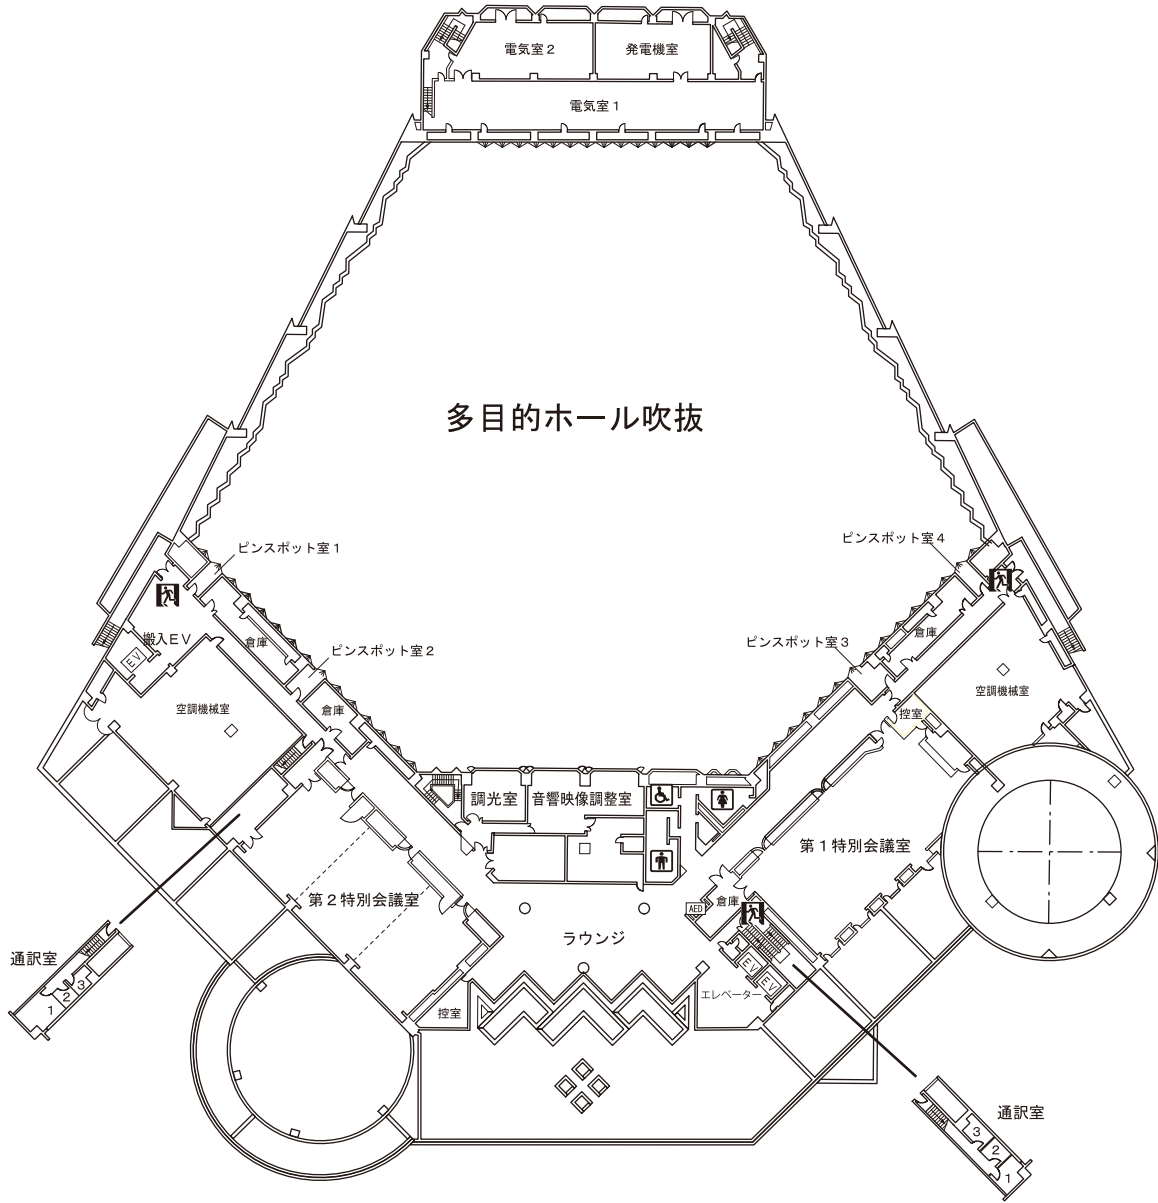 電気室２
発電機室
電気室１
多目的ホール吹抜
ピンスポット室１
ピンスポット室４
搬入ＥＶ
倉庫
ピンスポット室２
ピンスポット室３
倉庫
EV
空調機械室
倉庫
空調機械室
控室
調光室
音響映像調整室
第１特別会議室
第２特別会議室
AED
倉庫
ラウンジ
通訳室
1
2
3
EV
EV
エレベーター
控室
通訳室
3
2
1